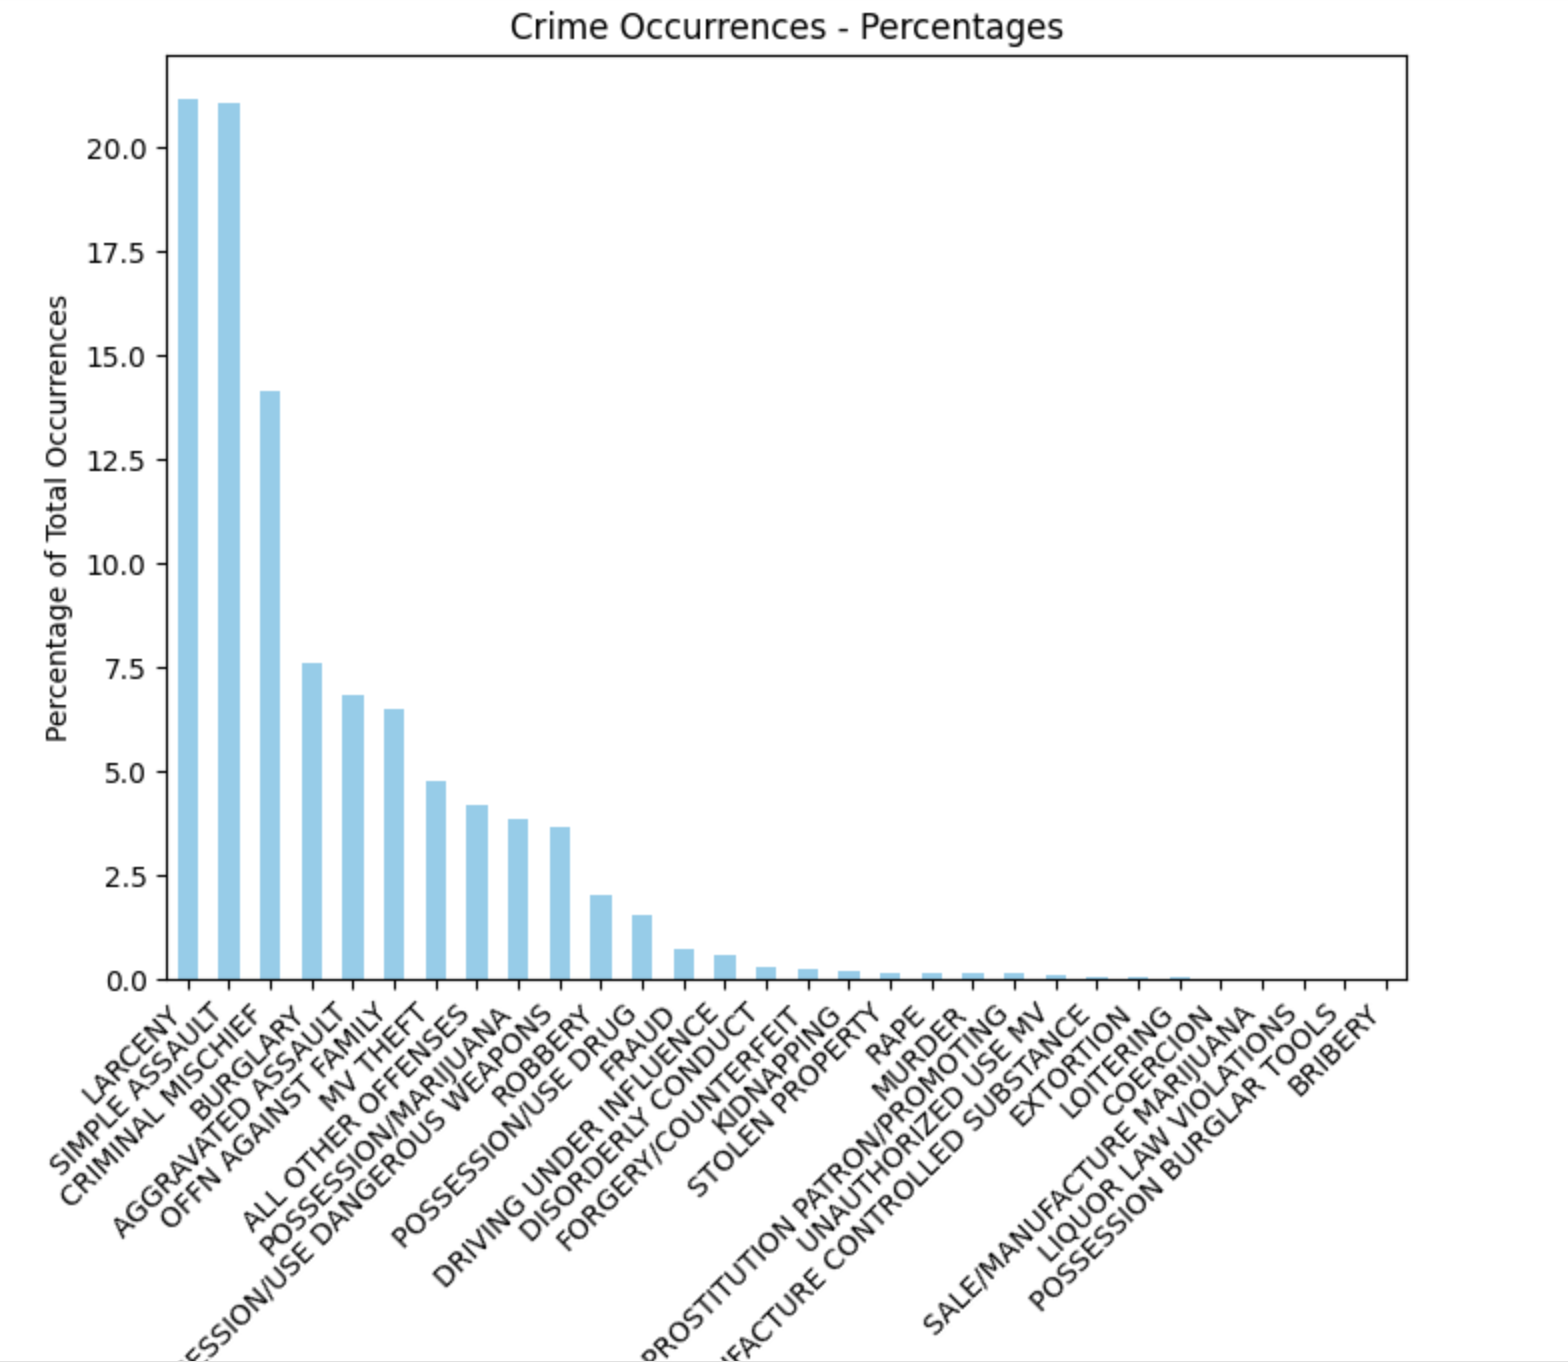 Crime Occurrences - Percentages
Percentage of Total Occurrences
20.0
17.5
15.0
12.5
10.0
7.5
5.0
2.5
0.0
LARCENY
SIMPLE ASSAULT
CRIMINAL MISCHIEF
BURGLARY
AGGRAVATED ASSAULT
OFFN AGAINST FAMILY
MV THEFT
ALL OTHER OFFENSES
POSSESSION/MARIJUANA
ESSION/USE DANGEROUS WEAPONS
ROBBERY
POSSESSION/USE DRUG
FRAUD
DRIVING UNDER INFLUENCE
DISORDERLY CONDUCT
FORGERY/COUNTERFEIT
KIDNAPPING
STOLEN PROPERTY
RAPE
MURDER
PROSTITUTION PATRON/PROMOTING
UNAUTHORIZED USE MV
FACTURE CONTROLLED SUBSTANCE
EXTORTION
LOITERING
COERCION
SALE/MANUFACTURE MARIJUANA
LIQUOR LAW VIOLATIONS
POSSESSION BURGLAR TOOLS
BRIBERY